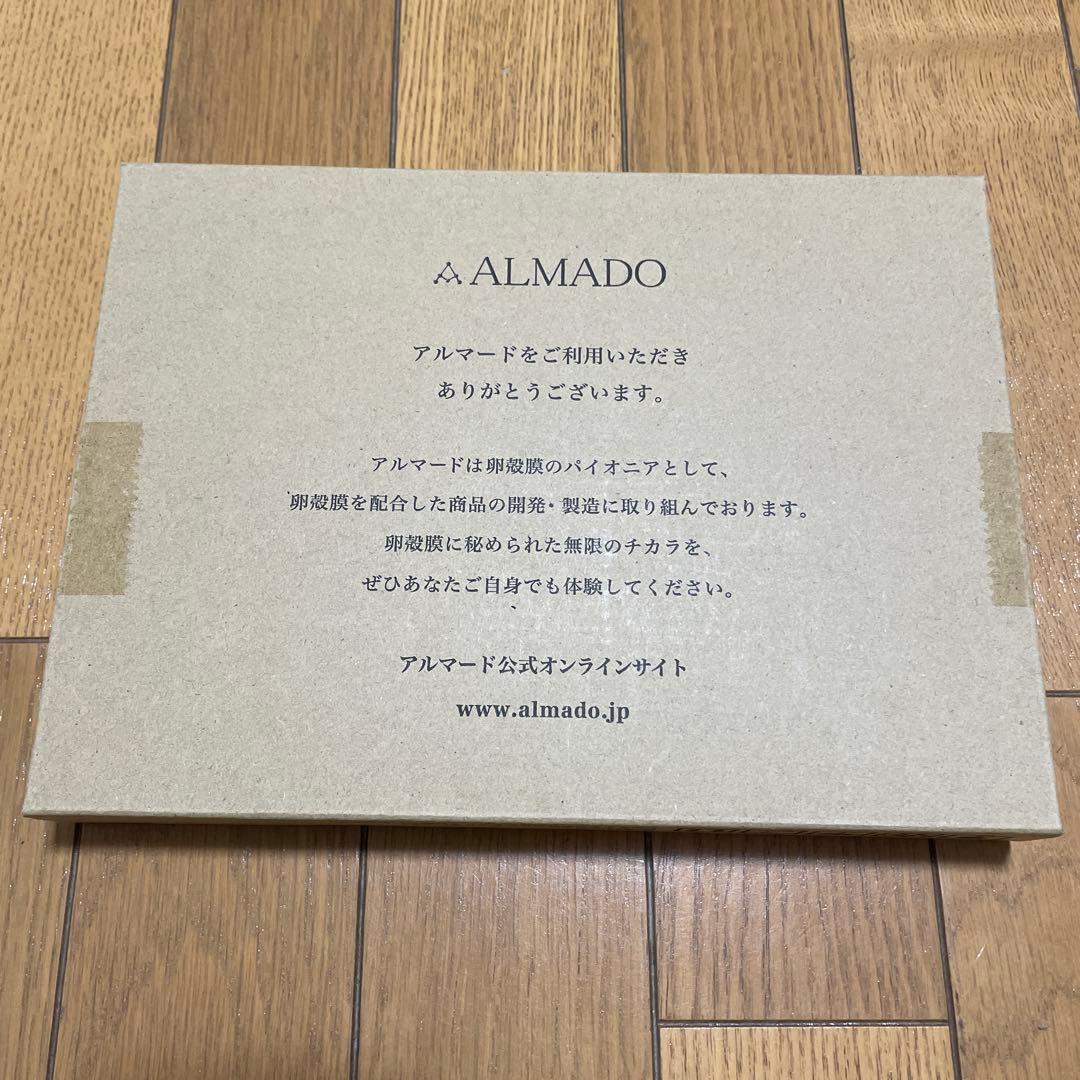 ALMADO
アルマードをご利用いただき
ありがとうございます。
アルマードは卵殻膜のパイオニアとして、
卵殻膜を配合した商品の開発・製造に取り組んでおります。
卵殻膜に秘められた無限のチカラを、
ぜひあなたご自身でも体験してください。
アルマード公式オンラインサイト
www.almado.jp